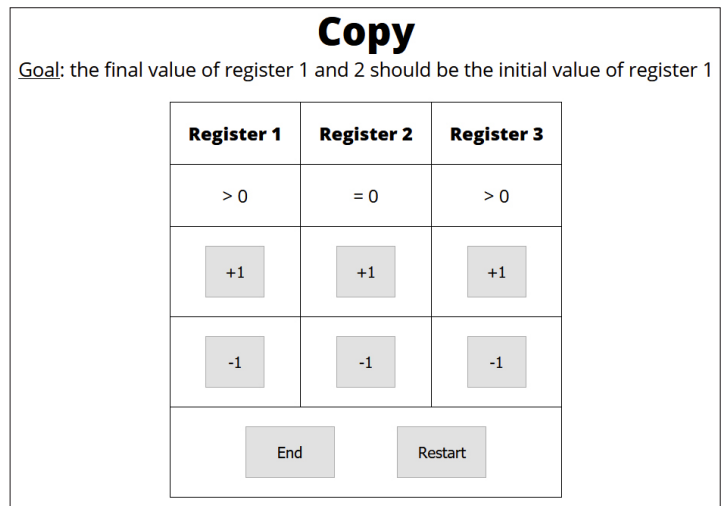 Copy
Goal: the final value of register 1 and 2 should be the initial value of register 1
Register 1 Register 2 Register 3
> 0 = 0 > 0
+1 +1 +1
-1 -1 -1
End Restart